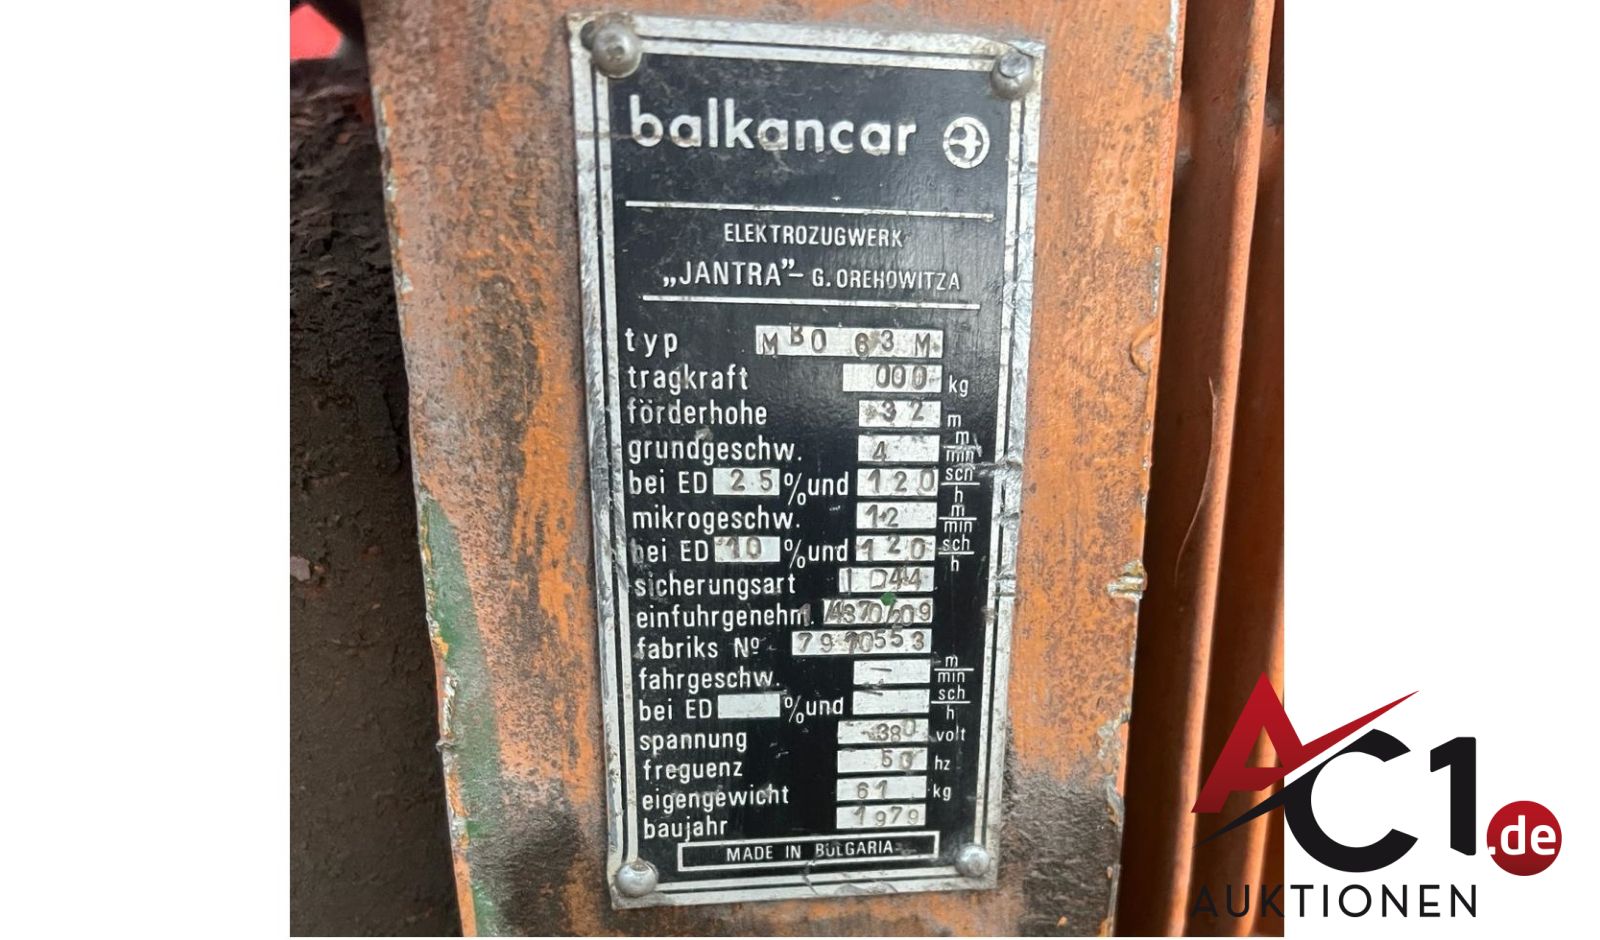 balkancar
ELEKTROZUGWERK
„JANTRA”- G. OREHOWITZA
typ MB0 63 M
tragkraft 000 kg
förderhohe 32 m
grundgeschw. 4 m/min
bei ED 25 % und 120 sch/h
mikrogeschw. 12 m/min
bei ED 10 % und 120 sch/h
sicherungsart I D44
einfuhrgenehm.
fabriks Nº
fahrgeschw. — m/min
bei ED % und sch/h
spannung 380 volt
freguenz 50 hz
eigengewicht 61 kg
baujahr 1979
MADE IN BULGARIA
AC1.de
AUKTIONEN